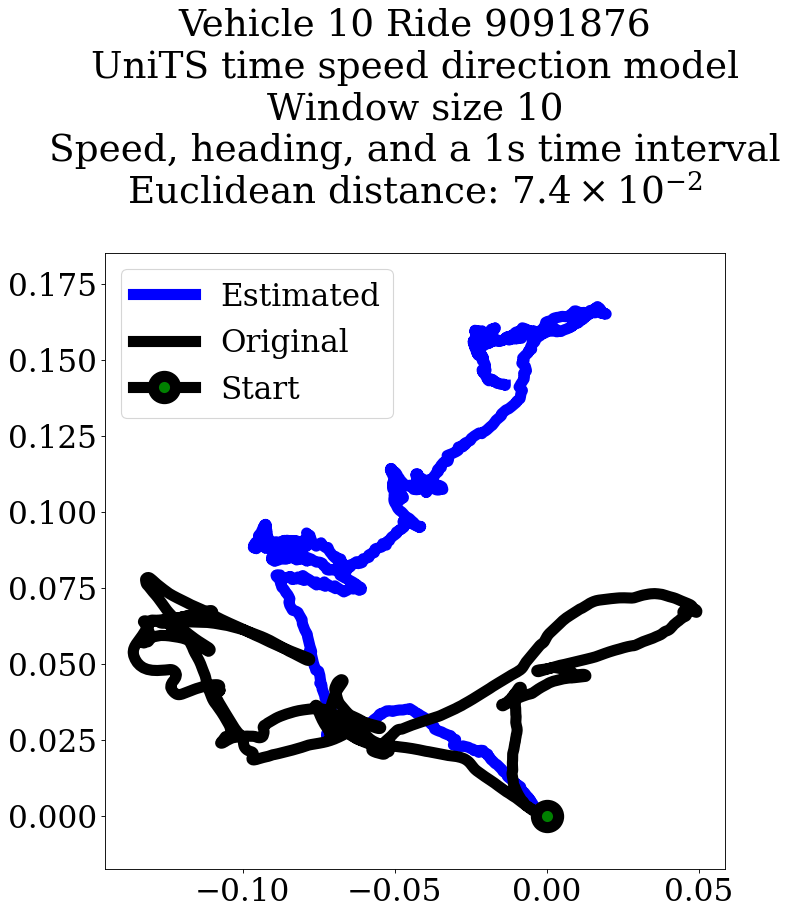 Vehicle 10 Ride 9091876
UniTS time speed direction model
Window size 10
Speed, heading, and a 1s time interval
Euclidean distance: 7.4 × 10⁻²
Estimated
Original
Start
0.175
0.150
0.125
0.100
0.075
0.050
0.025
0.000
−0.10 −0.05 0.00 0.05